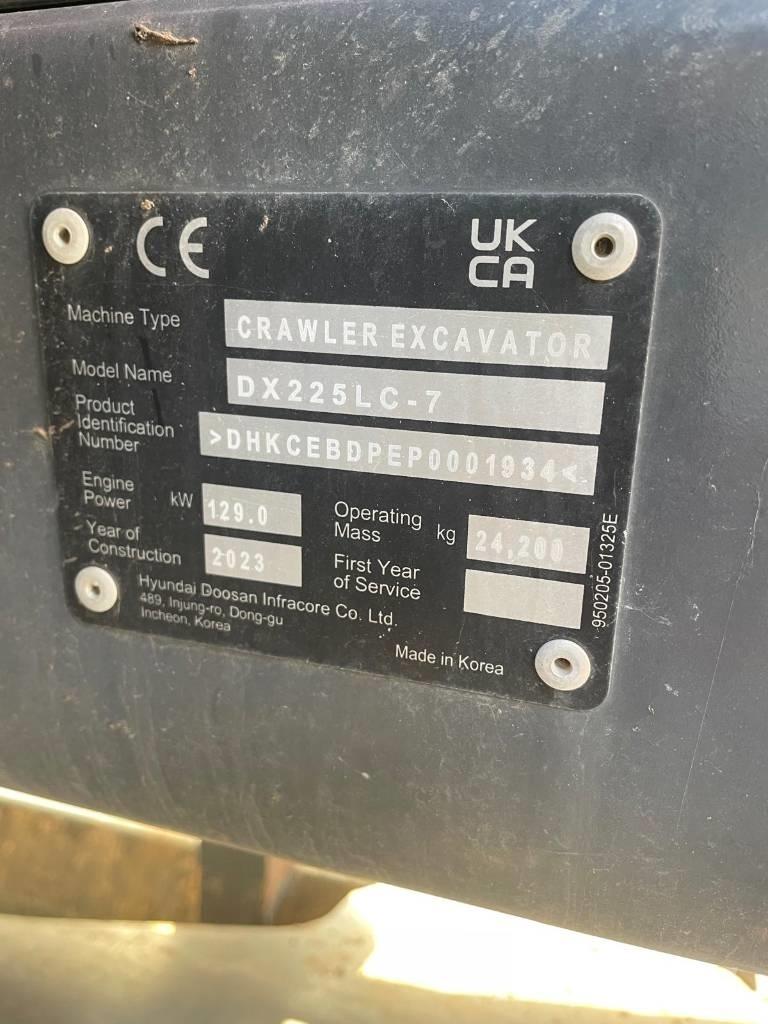 CE
UK
CA
Machine Type CRAWLER EXCAVATOR
Model Name DX225LC-7
Product
Identification
Number >DHKCEBDPEP0001934<
Engine
Power kW 129.0
Operating
Mass kg 24,200
Year of
Construction 2023
First Year
of Service
Hyundai Doosan Infracore Co. Ltd.
489, Injung-ro, Dong-gu
Incheon, Korea
Made in Korea
950205-01325E